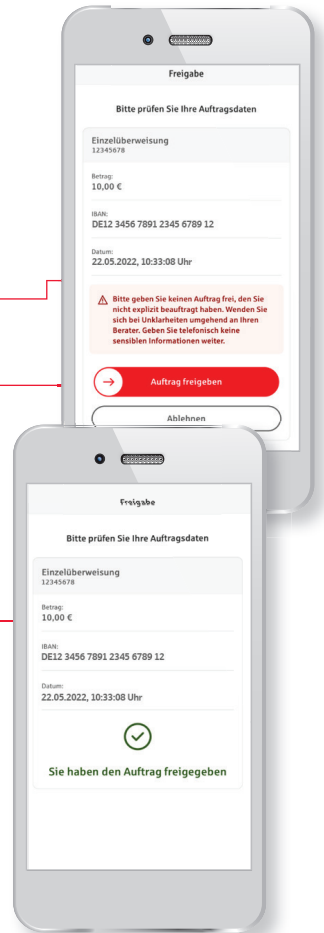 Freigabe
Bitte prüfen Sie Ihre Auftragsdaten
Einzelüberweisung
12345678
Betrag:
10,00 €
IBAN:
DE12 3456 7891 2345 6789 12
Datum:
22.05.2022, 10:33:08 Uhr
Bitte geben Sie keinen Auftrag frei, den Sie
nicht explizit beauftragt haben. Wenden Sie
sich bei Unklarheiten umgehend an Ihren
Berater. Geben Sie telefonisch keine
sensiblen Informationen weiter.
Auftrag freigeben
Ablehnen
Freigabe
Bitte prüfen Sie Ihre Auftragsdaten
Einzelüberweisung
12345678
Betrag:
10,00 €
IBAN:
DE12 3456 7891 2345 6789 12
Datum:
22.05.2022, 10:33:08 Uhr
Sie haben den Auftrag freigegeben